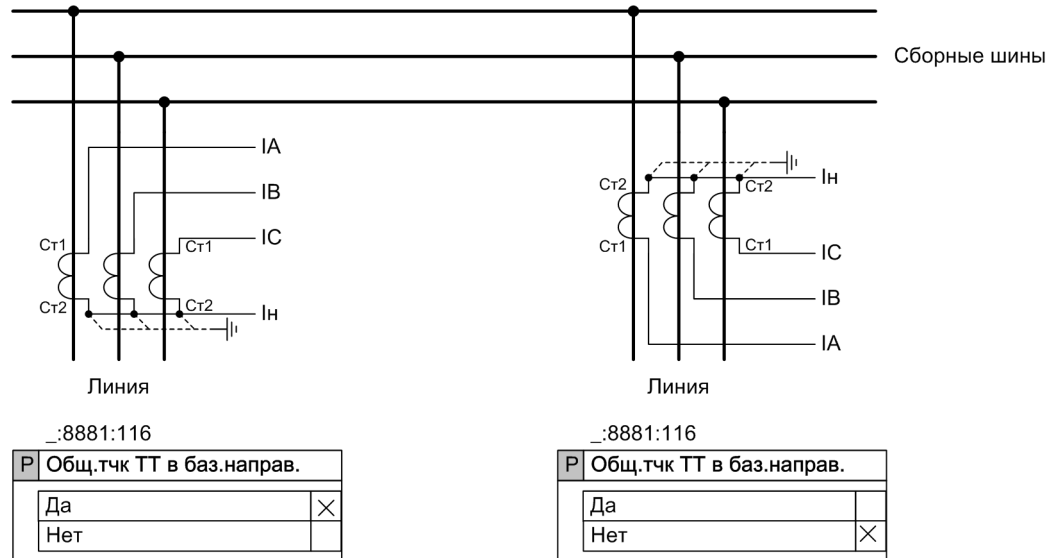 Сборные шины
IA
IB
IC
Ст1
Ст1
Ст2
Ст2
Iн
Линия
Ст2
Ст2
Iн
Ст1
Ст1
IC
IB
IA
Линия
_:8881:116
P Общ.тчк ТТ в баз.направ.
Да
Нет
_:8881:116
P Общ.тчк ТТ в баз.направ.
Да
Нет